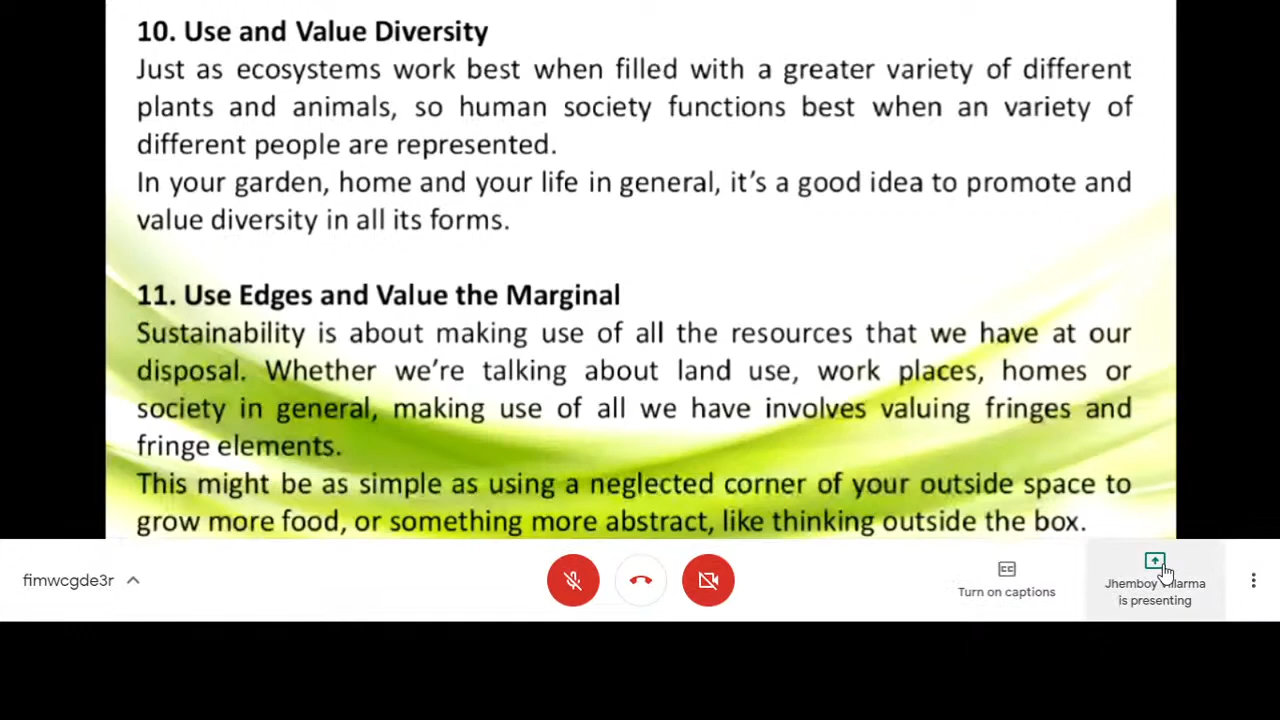 10. Use and Value Diversity
Just as ecosystems work best when filled with a greater variety of different
plants and animals, so human society functions best when an variety of
different people are represented.
In your garden, home and your life in general, it's a good idea to promote and
value diversity in all its forms.
11. Use Edges and Value the Marginal
Sustainability is about making use of all the resources that we have at our
disposal. Whether we're talking about land use, work places, homes or
society in general, making use of all we have involves valuing fringes and
fringe elements.
This might be as simple as using a neglected corner of your outside space to
grow more food, or something more abstract, like thinking outside the box.
fimwcgde3r
CC
Turn on captions
Jhemboy
is presenting